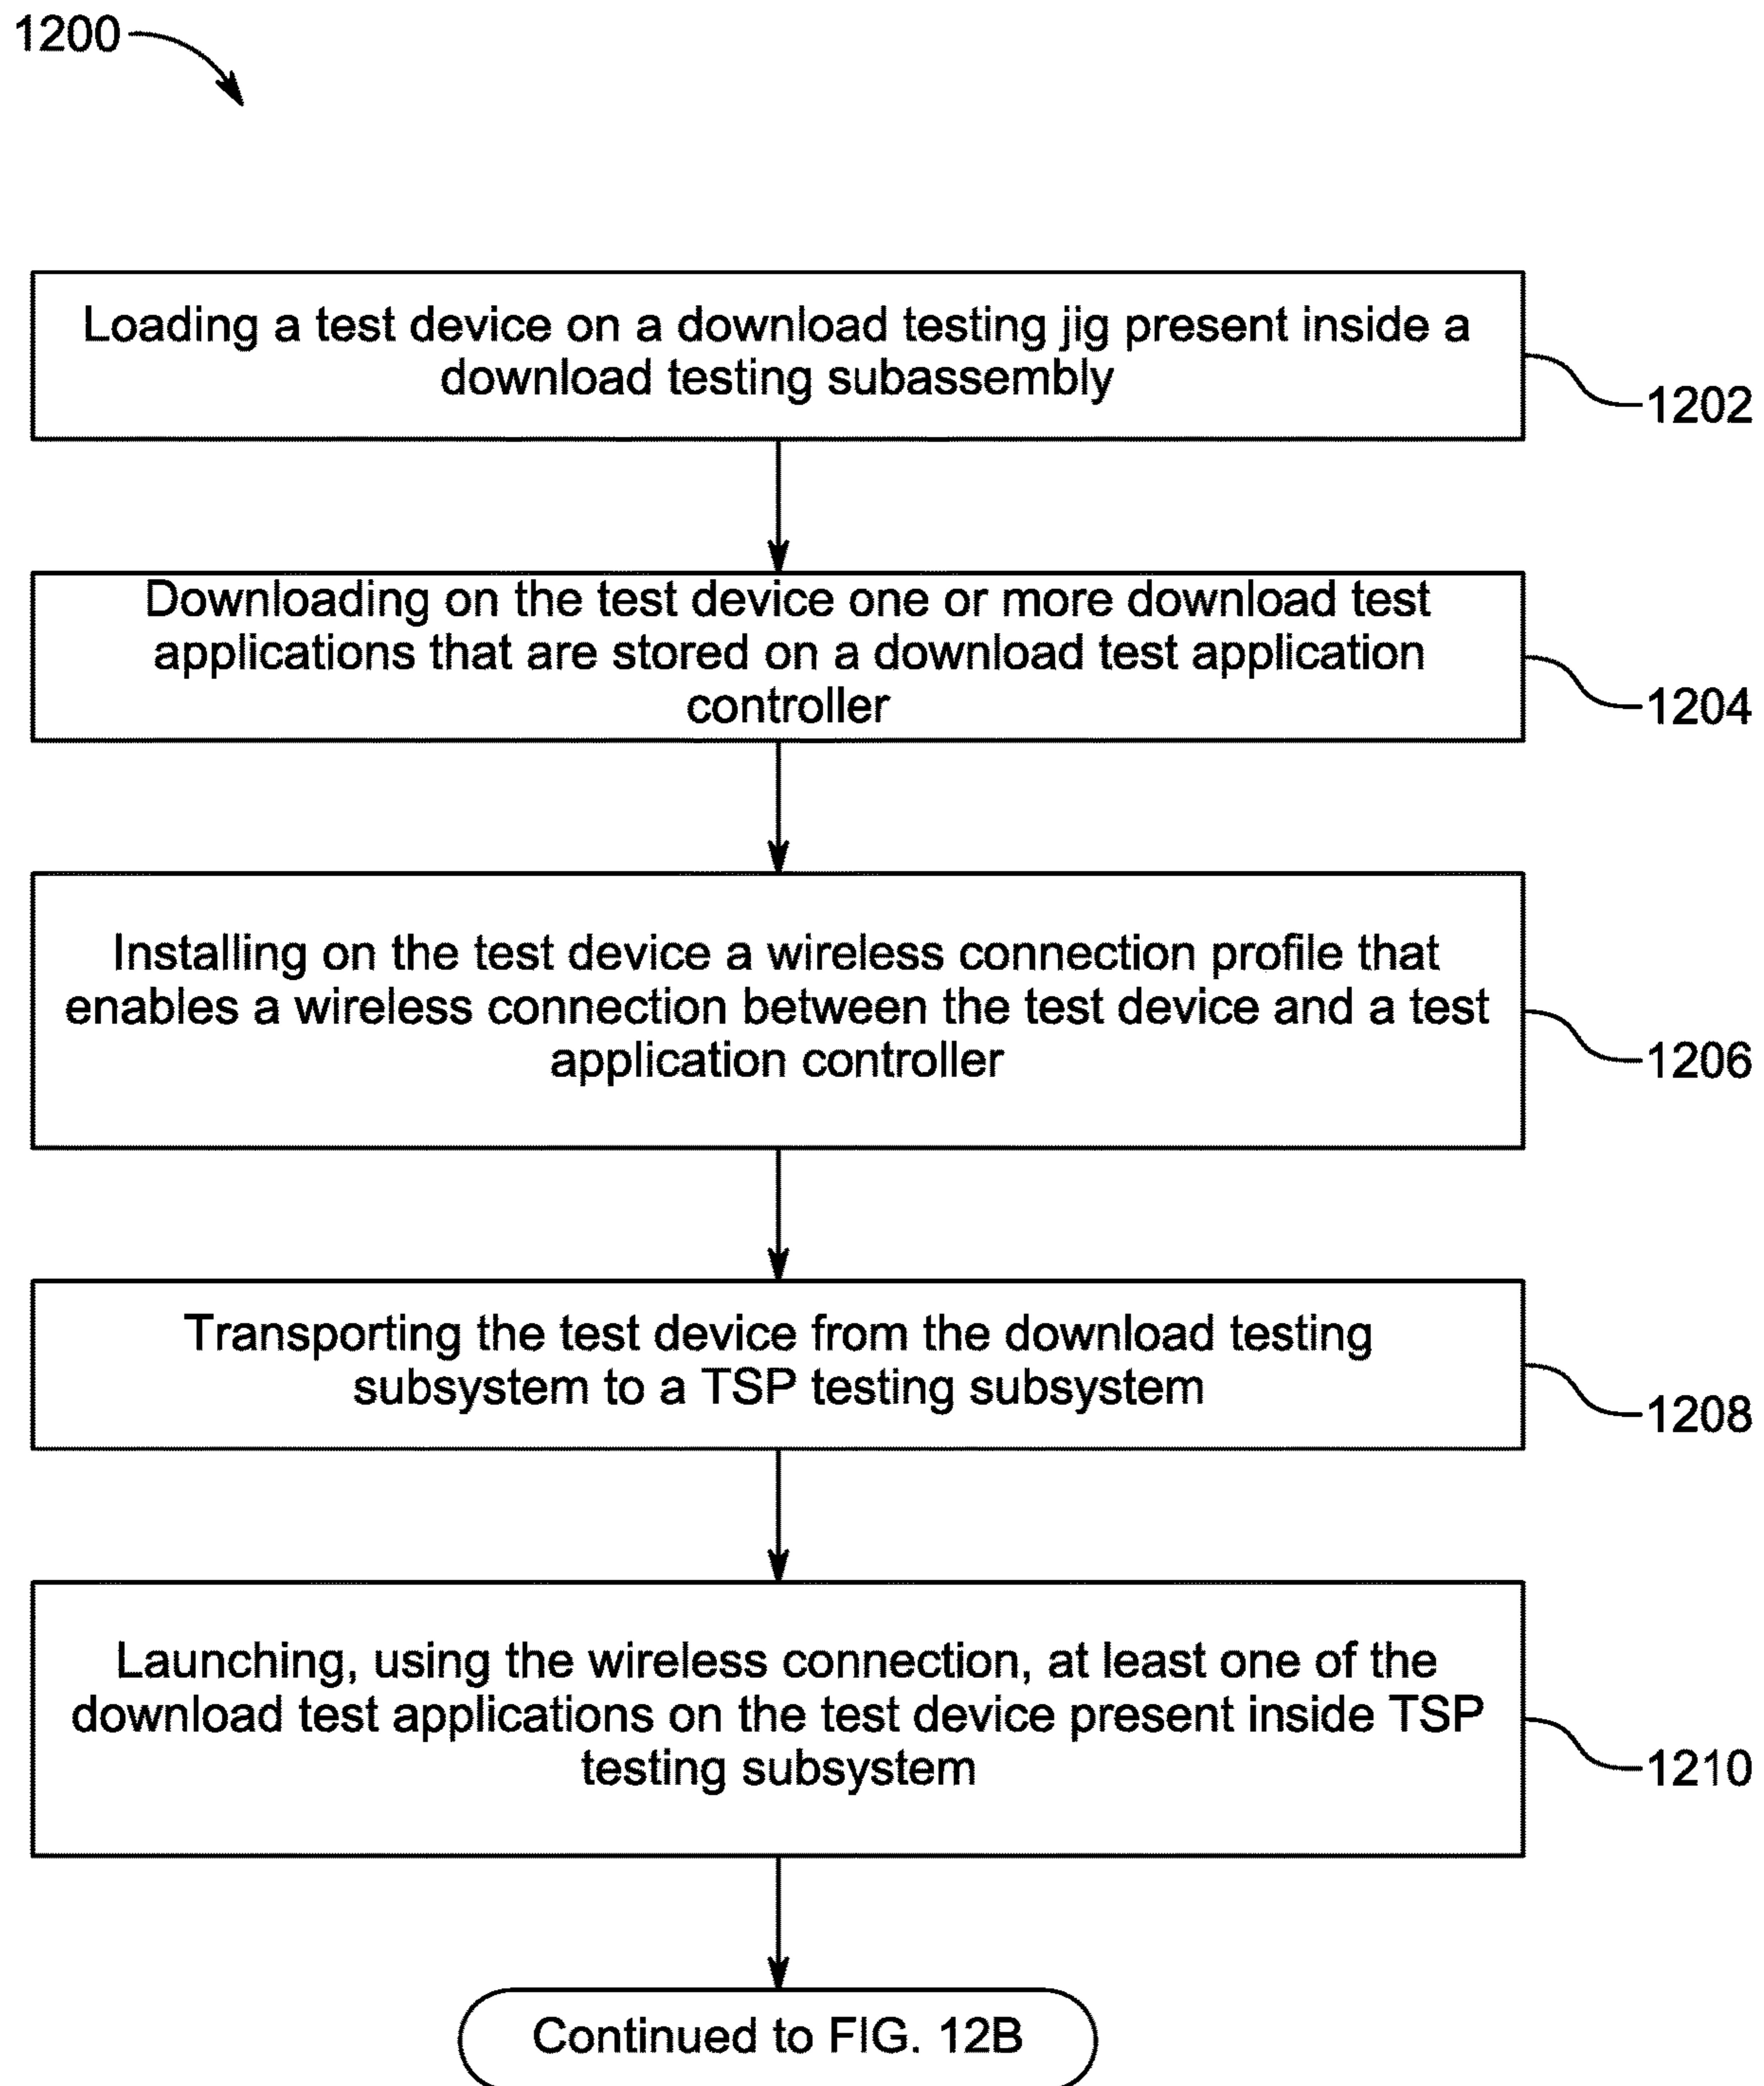 1200
Loading a test device on a download testing jig present inside a
download testing subassembly
1202
Downloading on the test device one or more download test
applications that are stored on a download test application
controller
1204
Installing on the test device a wireless connection profile that
enables a wireless connection between the test device and a test
application controller
1206
Transporting the test device from the download testing
subsystem to a TSP testing subsystem
1208
Launching, using the wireless connection, at least one of the
download test applications on the test device present inside TSP
testing subsystem
1210
Continued to FIG. 12B